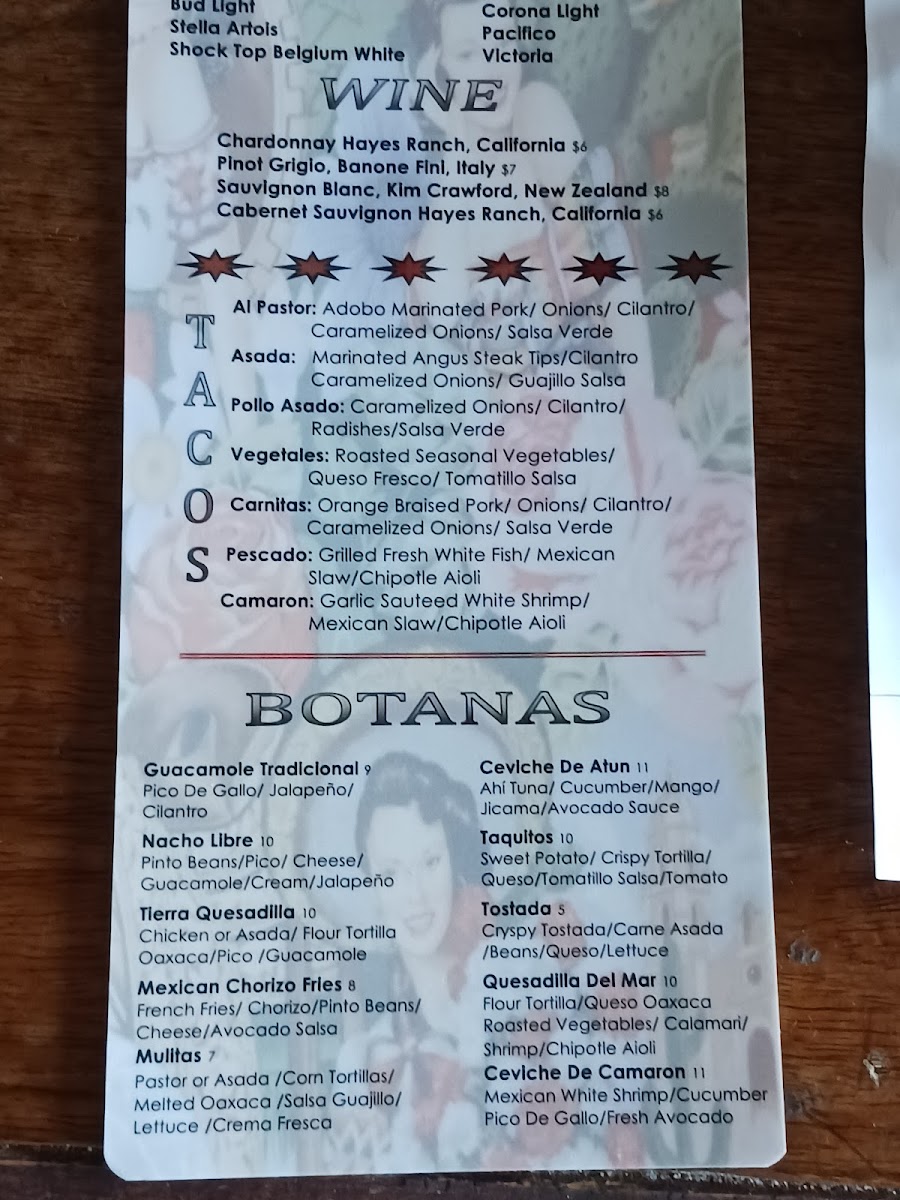 Bud Light
Stella Artois
Shock Top Belgium White
Corona Light
Pacifico
Victoria
WINE
Chardonnay Hayes Ranch, California $6
Pinot Grigio, Banone Fini, Italy $7
Sauvignon Blanc, Kim Crawford, New Zealand $8
Cabernet Sauvignon Hayes Ranch, California $6
TACOS
Al Pastor: Adobo Marinated Pork/ Onions/ Cilantro/
Caramelized Onions/ Salsa Verde
Asada: Marinated Angus Steak Tips/Cilantro
Caramelized Onions/ Guajillo Salsa
Pollo Asado: Caramelized Onions/ Cilantro/
Radishes/Salsa Verde
Vegetales: Roasted Seasonal Vegetables/
Queso Fresco/ Tomatillo Salsa
Carnitas: Orange Braised Pork/ Onions/ Cilantro/
Caramelized Onions/ Salsa Verde
Pescado: Grilled Fresh White Fish/ Mexican
Slaw/Chipotle Aioli
Camaron: Garlic Sauteed White Shrimp/
Mexican Slaw/Chipotle Aioli
BOTANAS
Guacamole Tradicional 9
Pico De Gallo/ Jalapeño/
Cilantro
Nacho Libre 10
Pinto Beans/Pico/ Cheese/
Guacamole/Cream/Jalapeño
Tierra Quesadilla 10
Chicken or Asada/ Flour Tortilla
Oaxaca/Pico /Guacamole
Mexican Chorizo Fries 8
French Fries/ Chorizo/Pinto Beans/
Cheese/Avocado Salsa
Mulitas 7
Pastor or Asada /Corn Tortillas/
Melted Oaxaca /Salsa Guajillo/
Lettuce /Crema Fresca
Ceviche De Atun 11
Ahí Tuna/ Cucumber/Mango/
Jicama/Avocado Sauce
Taquitos 10
Sweet Potato/ Crispy Tortilla/
Queso/Tomatillo Salsa/Tomato
Tostada 5
Cryspy Tostada/Carne Asada
/Beans/Queso/Lettuce
Quesadilla Del Mar 10
Flour Tortilla/Queso Oaxaca
Roasted Vegetables/ Calamari/
Shrimp/Chipotle Aioli
Ceviche De Camaron 11
Mexican White Shrimp/Cucumber
Pico De Gallo/Fresh Avocado